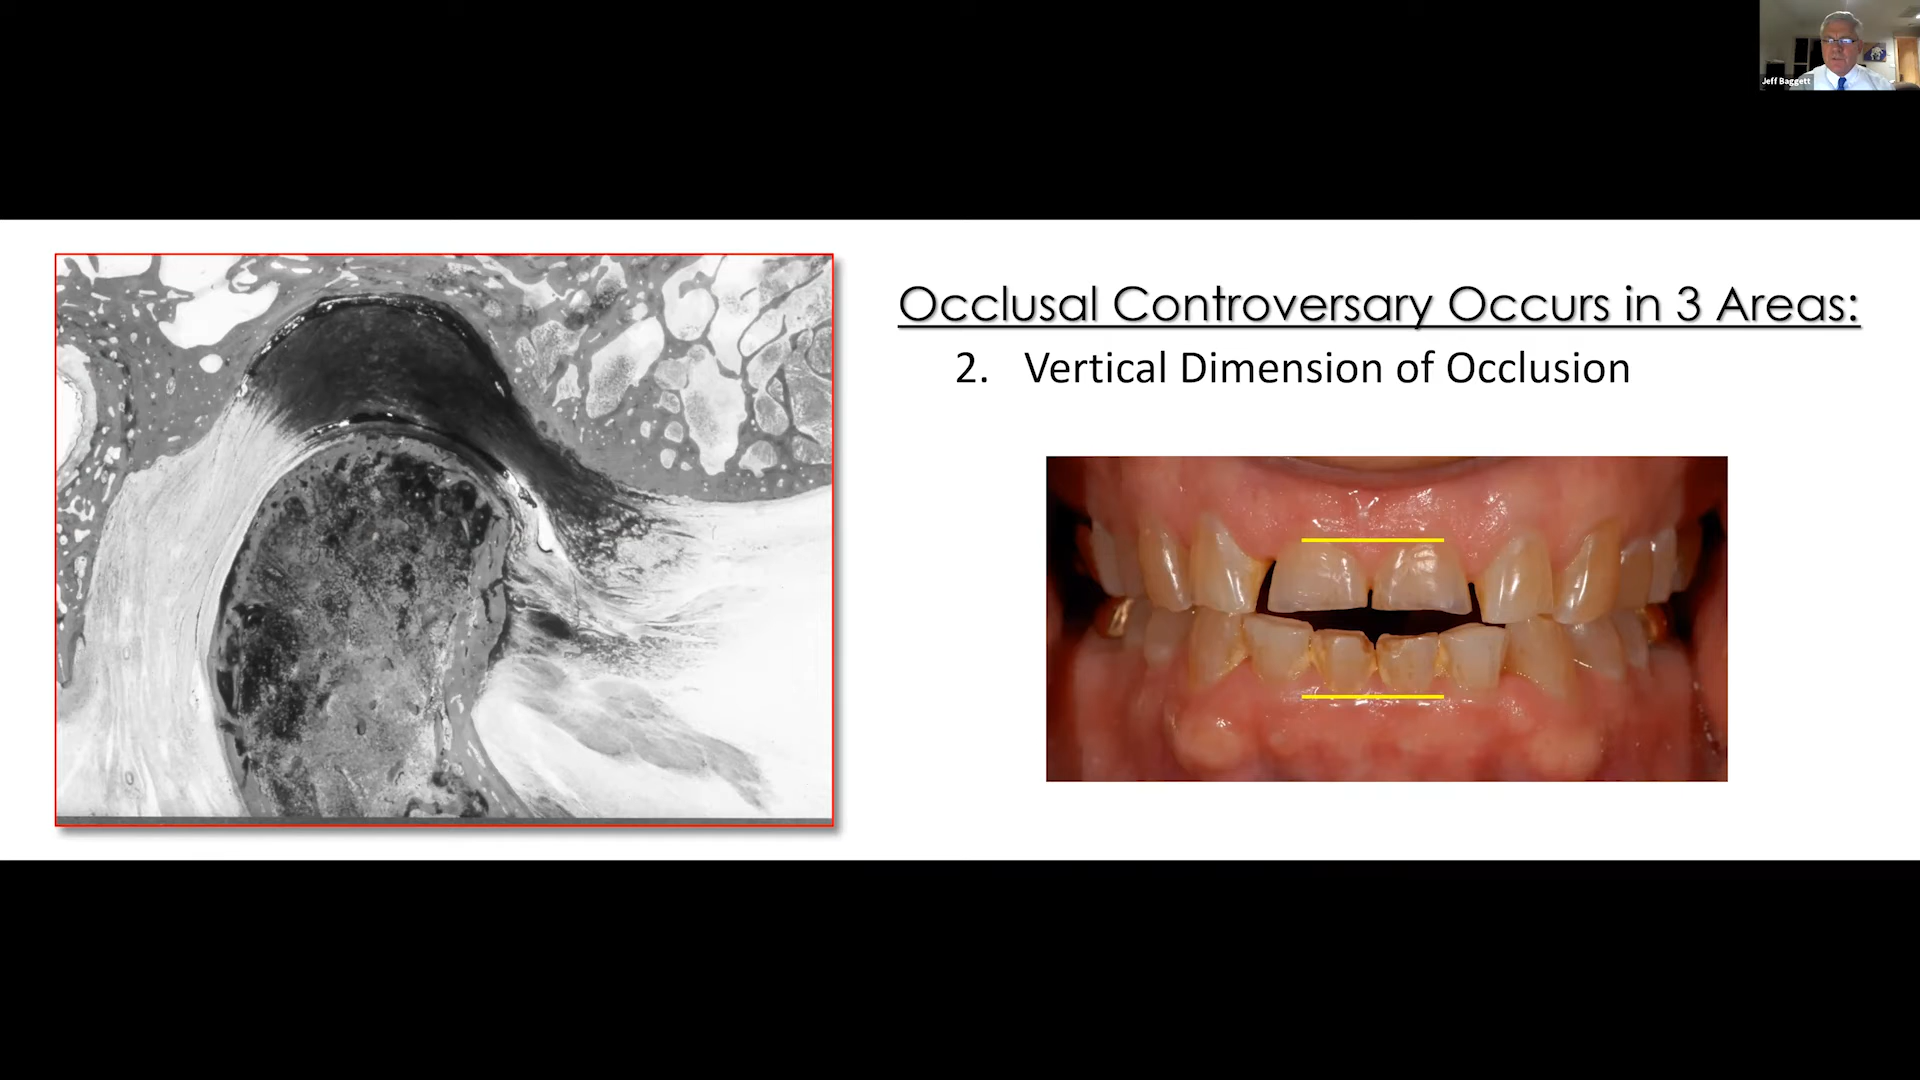 Jeff Baggett
Occlusal Controversary Occurs in 3 Areas:
2. Vertical Dimension of Occlusion